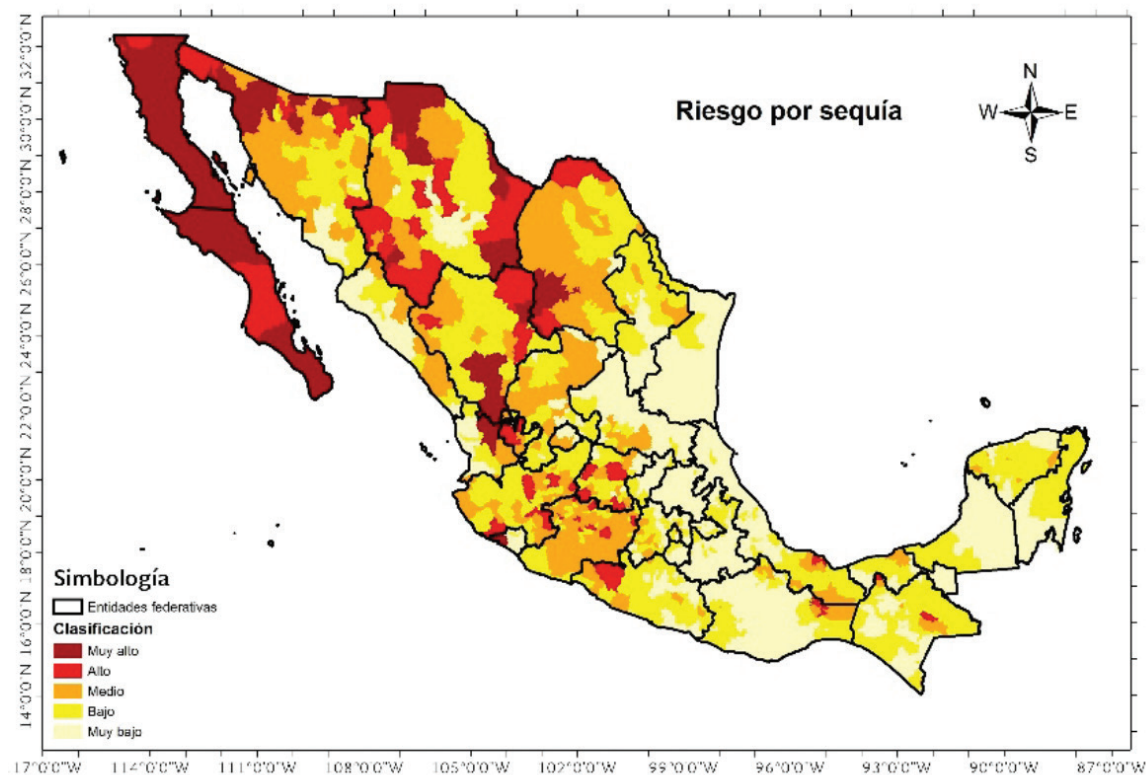 Riesgo por sequía
N
W E
S
32°0'0"N
30°0'0"N
28°0'0"N
26°0'0"N
24°0'0"N
22°0'0"N
20°0'0"N
18°0'0"N
16°0'0"N
14°0'0"N
Simbología
Entidades federativas
Clasificación
Muy alto
Alto
Medio
Bajo
Muy bajo
17°0'0"W 114°0'0"W 111°0'0"W 108°0'0"W 105°0'0"W 102°0'0"W 99°0'0"W 96°0'0"W 93°0'0"W 90°0'0"W 87°0'0"W